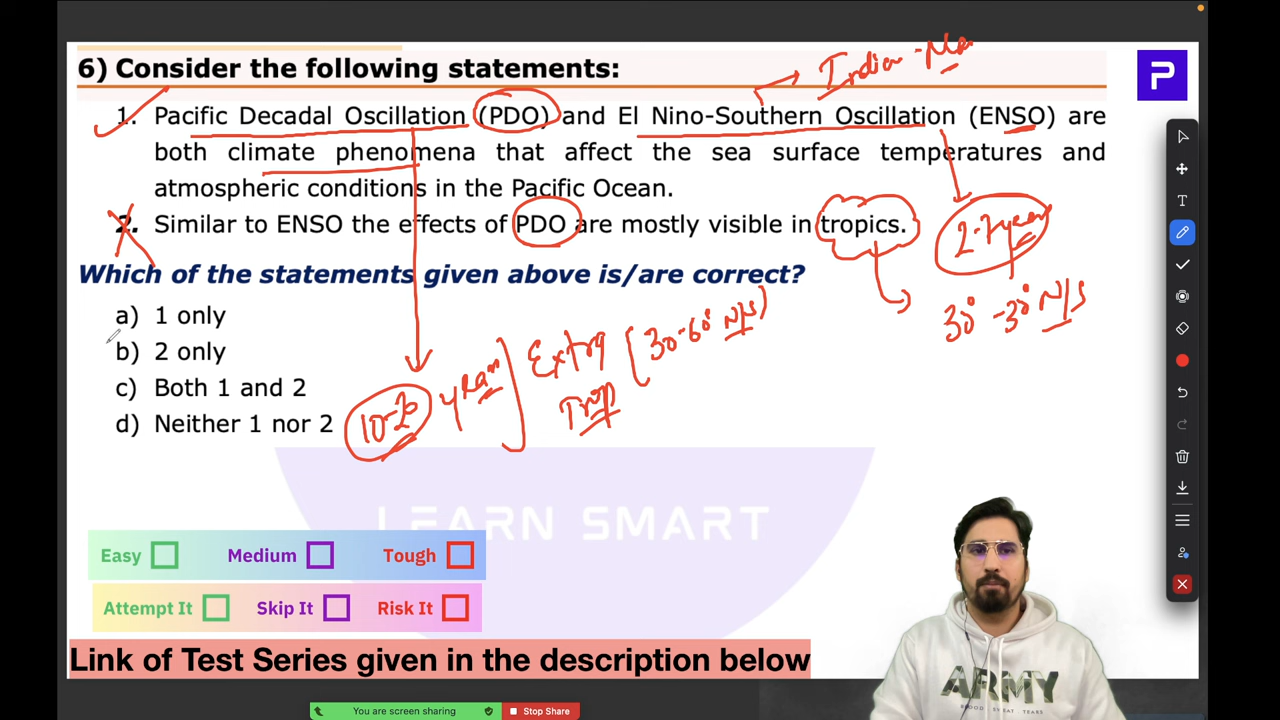 6) Consider the following statements:
India-
P
1. Pacific Decadal Oscillation (PDO) and El Nino-Southern Oscillation (ENSO) are
both climate phenomena that affect the sea surface temperatures and
atmospheric conditions in the Pacific Ocean.
2. Similar to ENSO the effects of PDO are mostly visible in tropics.
2-7 years
30° -30° N/S
Which of the statements given above is/are correct?
a) 1 only
b) 2 only
c) Both 1 and 2
d) Neither 1 nor 2
10-20 years
Extra Trop
(30-60° N/S)
LEARN SMART
Easy Medium Tough
Attempt It Skip It Risk It
ARMY
BLOOD . SWEAT . TEARS
Link of Test Series given in the description below
You are screen sharing Stop Share
T